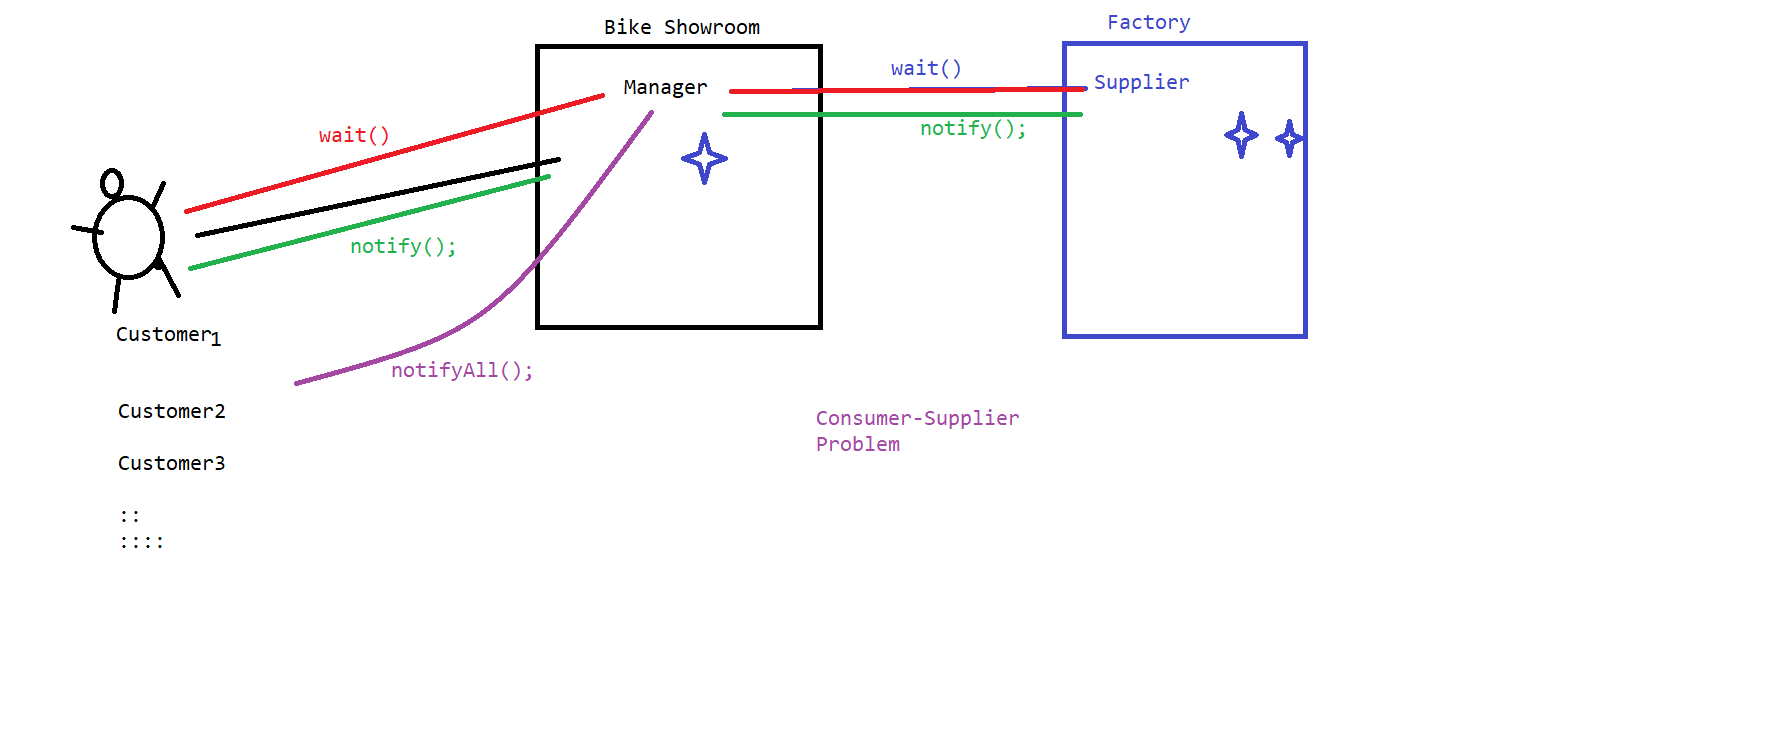 Bike Showroom
Factory
Manager
wait()
Supplier
wait()
notify();
notify();
Customer1
notifyAll();
Customer2
Consumer-Supplier
Problem
Customer3
::
::::